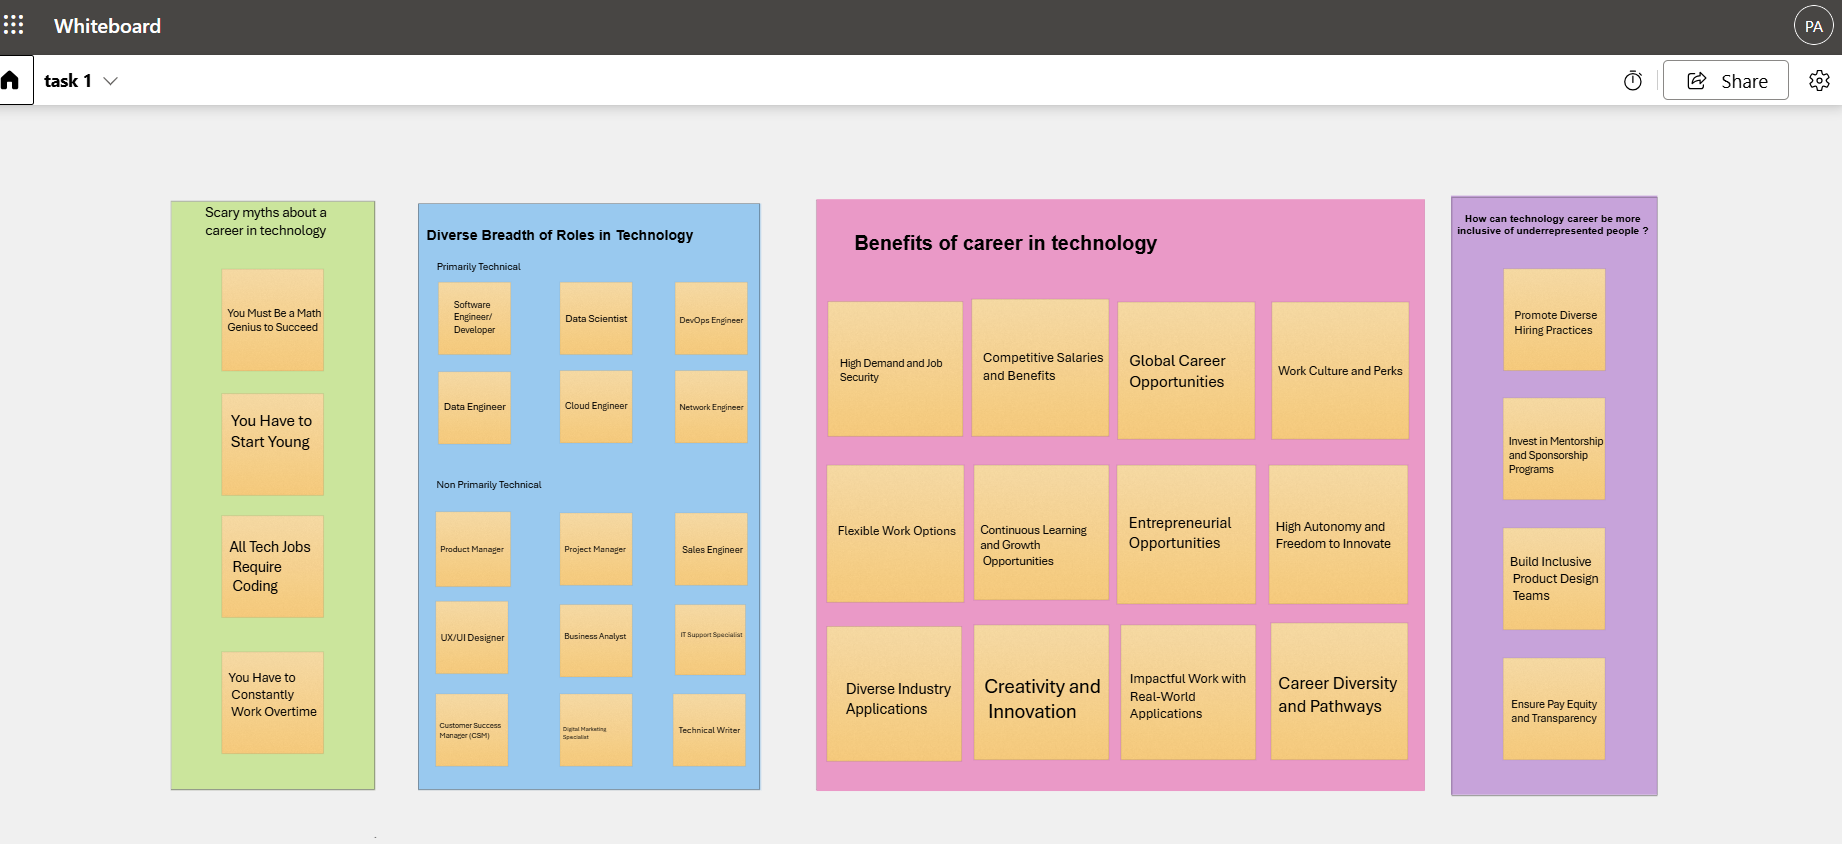 Whiteboard
PA
task 1
Share
Scary myths about a
career in technology
You Must Be a Math
Genius to Succeed
You Have to
Start Young
All Tech Jobs
Require
Coding
You Have to
Constantly
Work Overtime
Diverse Breadth of Roles in Technology
Primarily Technical
Software
Engineer/
Developer
Data Scientist
DevOps Engineer
Data Engineer
Cloud Engineer
Network Engineer
Non Primarily Technical
Product Manager
Project Manager
Sales Engineer
UX/UI Designer
Business Analyst
IT Support Specialist
Customer Success
Manager (CSM)
Digital Marketing
Specialist
Technical Writer
Benefits of career in technology
High Demand and Job
Security
Competitive Salaries
and Benefits
Global Career
Opportunities
Work Culture and Perks
Flexible Work Options
Continuous Learning
and Growth
Opportunities
Entrepreneurial
Opportunities
High Autonomy and
Freedom to Innovate
Diverse Industry
Applications
Creativity and
Innovation
Impactful Work with
Real-World
Applications
Career Diversity
and Pathways
How can technology career be more
inclusive of underrepresented people ?
Promote Diverse
Hiring Practices
Invest in Mentorship
and Sponsorship
Programs
Build Inclusive
Product Design
Teams
Ensure Pay Equity
and Transparency